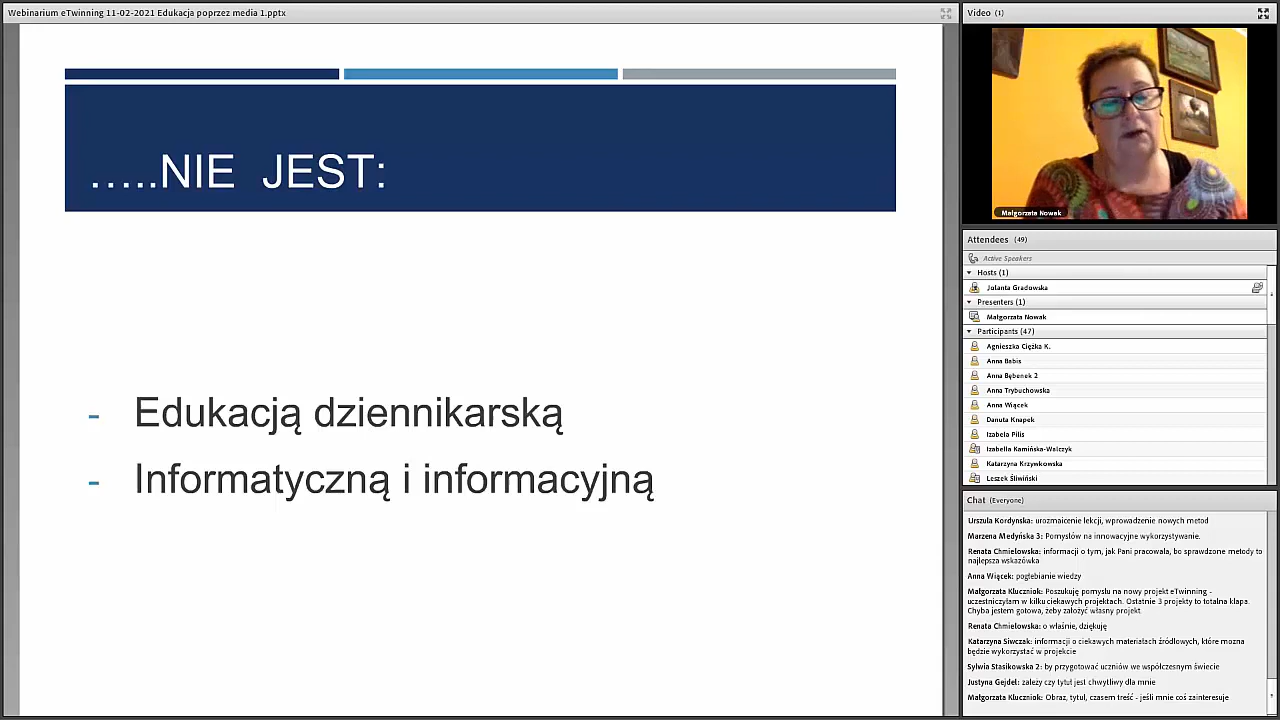 Webinarium eTwinning 11-02-2021 Edukacja poprzez media 1.pptx
…..NIE JEST:
- Edukacją dziennikarską
- Informatyczną i informacyjną
Video (1)
Małgorzata Nowak
Attendees (49)
Active Speakers
Hosts (1)
Jolanta Gradowska
Presenters (1)
Małgorzata Nowak
Participants (47)
Agnieszka Ciężka K.
Anna Babis
Anna Bębenek 2
Anna Trybuchowska
Anna Wiącek
Danuta Knapek
Izabela Pilis
Izabella Kamińska-Walczyk
Katarzyna Krzywkowska
Leszek Śliwiński
Chat (Everyone)
Urszula Kordynska: urozmaicenie lekcji, wprowadzenie nowych metod
Marzena Medyńska 3: Pomysłów na innowacyjne wykorzystywanie.
Renata Chmielowska: informacji o tym, jak Pani pracowala, bo sprawdzone metody to
najlepsza wskazówka
Anna Wiącek: pogłebianie wiedzy
Małgorzata Kluczniok: Poszukuję pomysłu na nowy projekt eTwinning -
uczestniczyłam w kilku ciekawych projektach. Ostatnie 3 projekty to totalna klapa.
Chyba jestem gotowa, żeby założyć własny projekt.
Renata Chmielowska: o właśnie, dziękuję
Katarzyna Siwczak: informacji o ciekawych materiałach źródłowych, które mozna
będzie wykorzystać w projekcie
Sylwia Stasikowska 2: by przygotować uczniów we współczesnym świecie
Justyna Gejdel: zależy czy tytuł jest chwytliwy dla mnie
Małgorzata Kluczniok: Obraz, tytuł, czasem treść - jeśli mnie coś zainteresuje